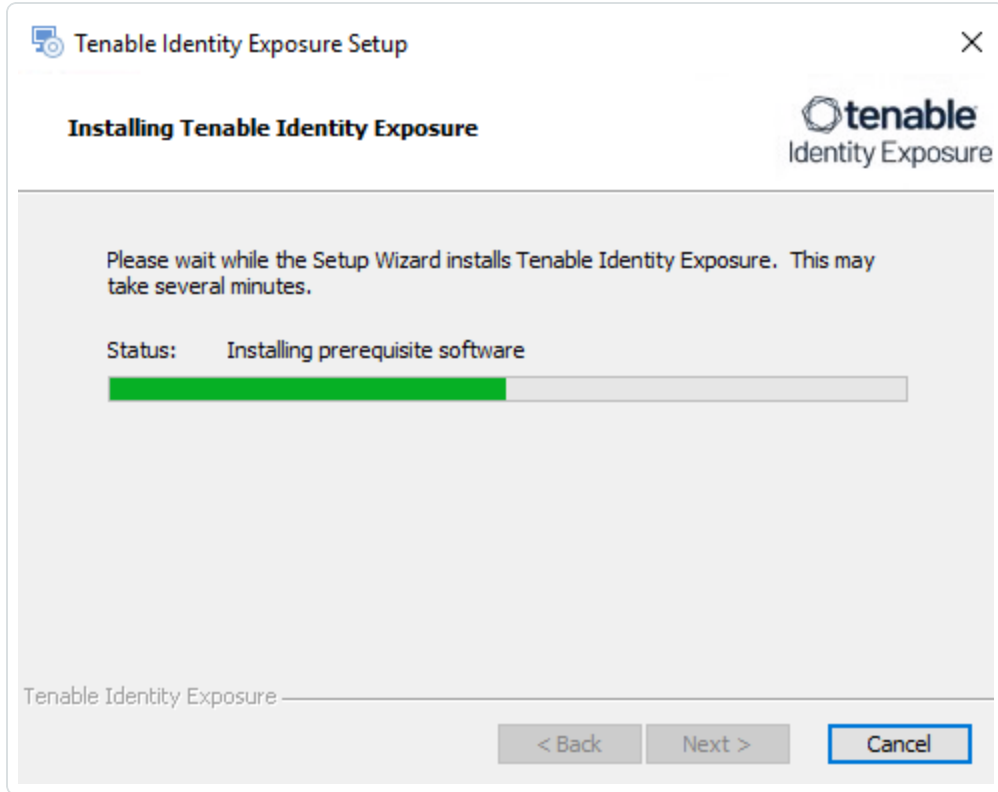 Tenable Identity Exposure Setup
Installing Tenable Identity Exposure
tenable
Identity Exposure
Please wait while the Setup Wizard installs Tenable Identity Exposure. This may
take several minutes.
Status: Installing prerequisite software
Tenable Identity Exposure
< Back Next > Cancel